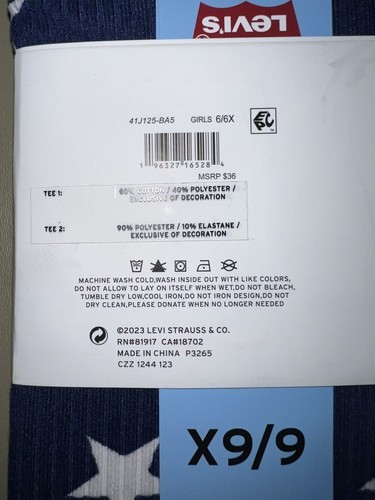 LEVI'S
41J125-BA5 GIRLS 6/6X
EPC
1 96327 16528 4
MSRP $36
TEE 1: 60% COTTON / 40% POLYESTER /
EXCLUSIVE OF DECORATION
TEE 2: 90% POLYESTER / 10% ELASTANE /
EXCLUSIVE OF DECORATION
MACHINE WASH COLD,WASH INSIDE OUT WITH LIKE COLORS,
DO NOT ALLOW TO LAY ON ITSELF WHEN WET,DO NOT BLEACH,
TUMBLE DRY LOW,COOL IRON,DO NOT IRON DESIGN,DO NOT
DRY CLEAN,PLEASE DONATE WHEN NO LONGER NEEDED
©2023 LEVI STRAUSS & CO.
RN#81917 CA#18702
MADE IN CHINA P3265
CZZ 1244 123
6/6X